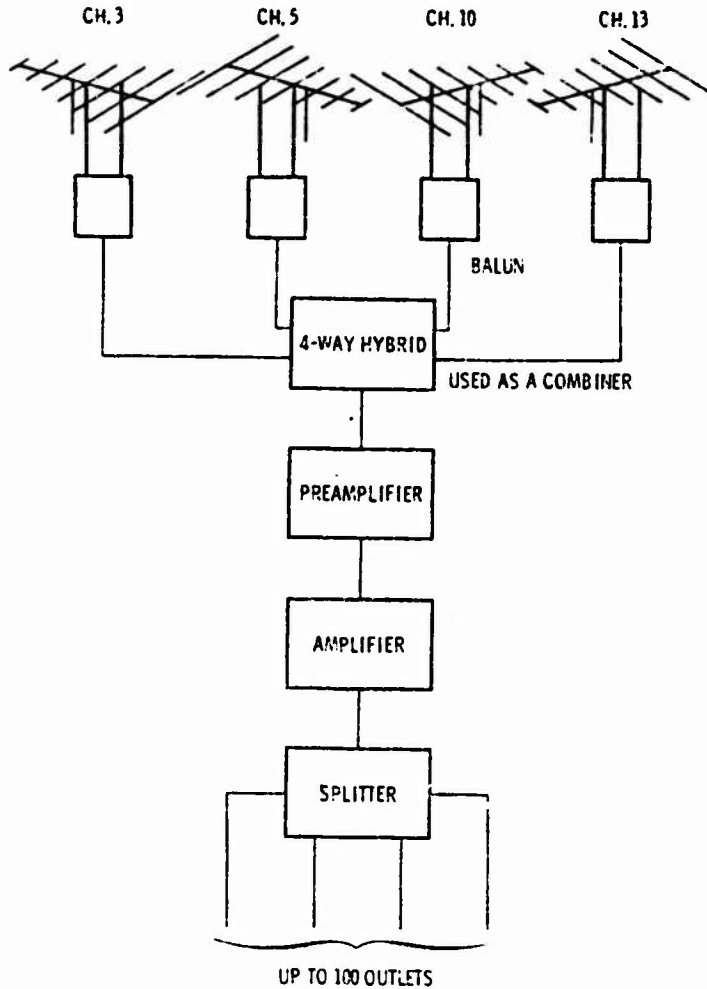 CH. 3 CH. 5 CH. 10 CH. 13
BALUN
4-WAY HYBRID
USED AS A COMBINER
PREAMPLIFIER
AMPLIFIER
SPLITTER
UP TO 100 OUTLETS